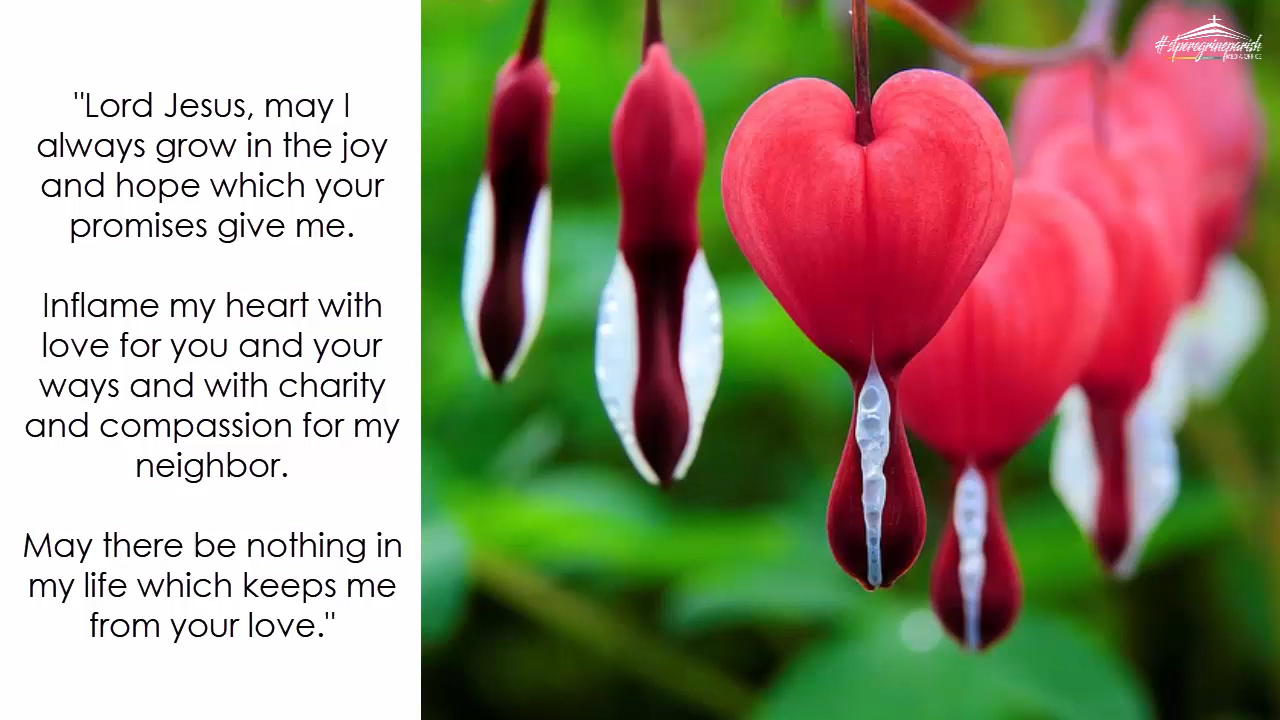 "Lord Jesus, may I
always grow in the joy
and hope which your
promises give me.
Inflame my heart with
love for you and your
ways and with charity
and compassion for my
neighbor.
May there be nothing in
my life which keeps me
from your love."
#stperegrineparish